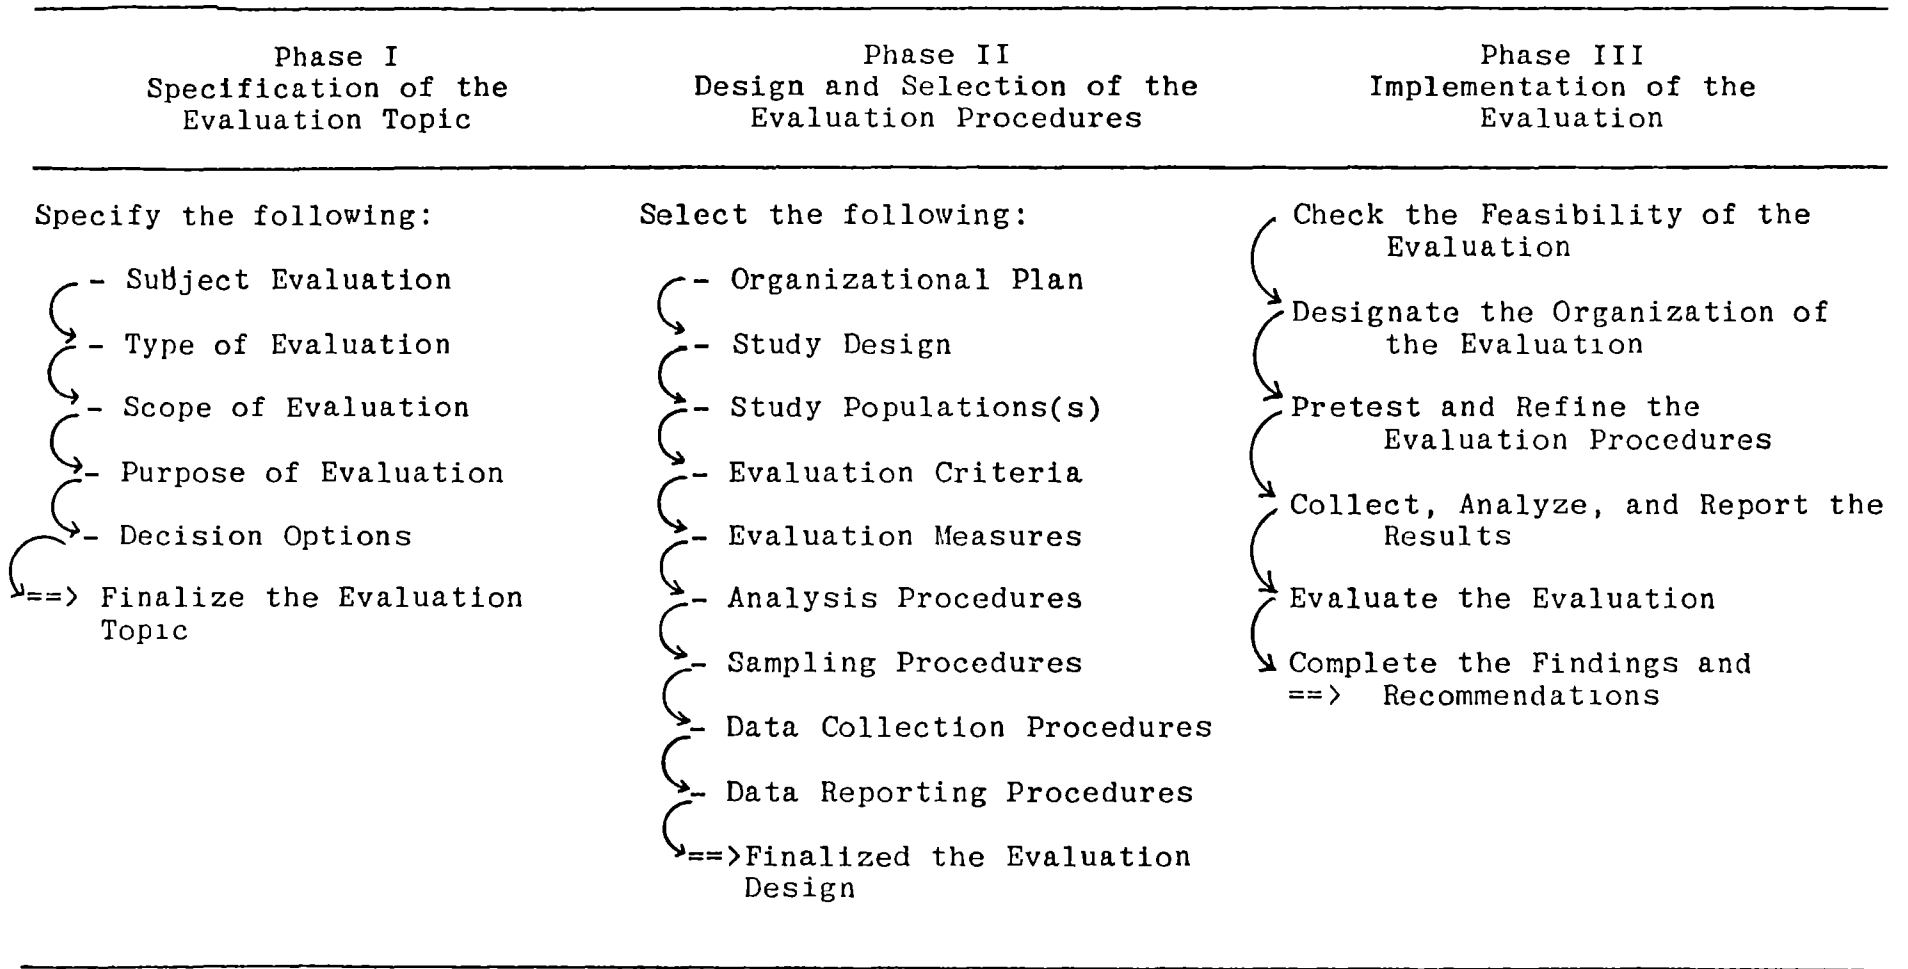 Phase I
Specification of the
Evaluation Topic
Phase II
Design and Selection of the
Evaluation Procedures
Phase III
Implementation of the
Evaluation
Specify the following:
- Subject Evaluation
- Type of Evaluation
- Scope of Evaluation
- Purpose of Evaluation
- Decision Options
==> Finalize the Evaluation
Topic
Select the following:
- Organizational Plan
- Study Design
- Study Populations(s)
- Evaluation Criteria
- Evaluation Measures
- Analysis Procedures
- Sampling Procedures
- Data Collection Procedures
- Data Reporting Procedures
==>Finalized the Evaluation
Design
Check the Feasibility of the
Evaluation
Designate the Organization of
the Evaluation
Pretest and Refine the
Evaluation Procedures
Collect, Analyze, and Report the
Results
Evaluate the Evaluation
Complete the Findings and
==> Recommendations